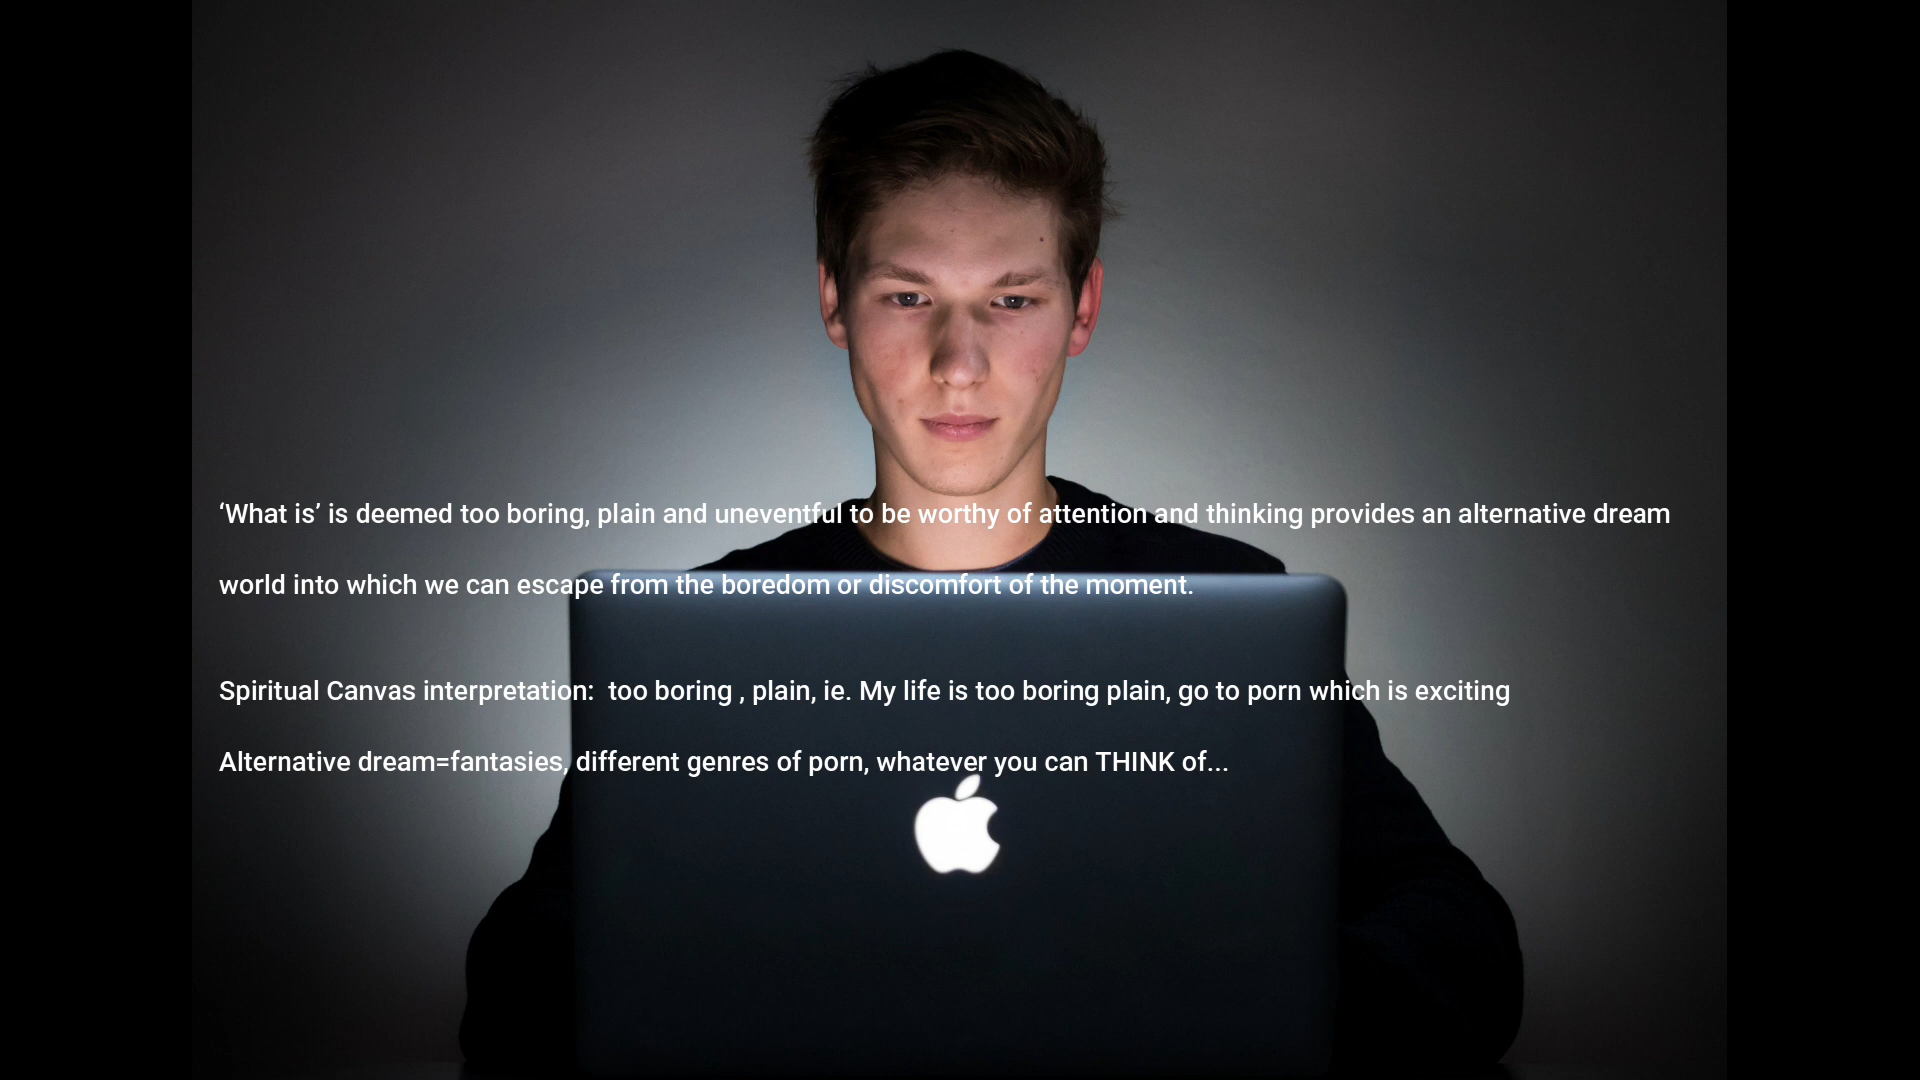 ‘What is’ is deemed too boring, plain and uneventful to be worthy of attention and thinking provides an alternative dream
world into which we can escape from the boredom or discomfort of the moment.
Spiritual Canvas interpretation:  too boring , plain, ie. My life is too boring plain, go to porn which is exciting
Alternative dream=fantasies, different genres of porn, whatever you can THINK of...